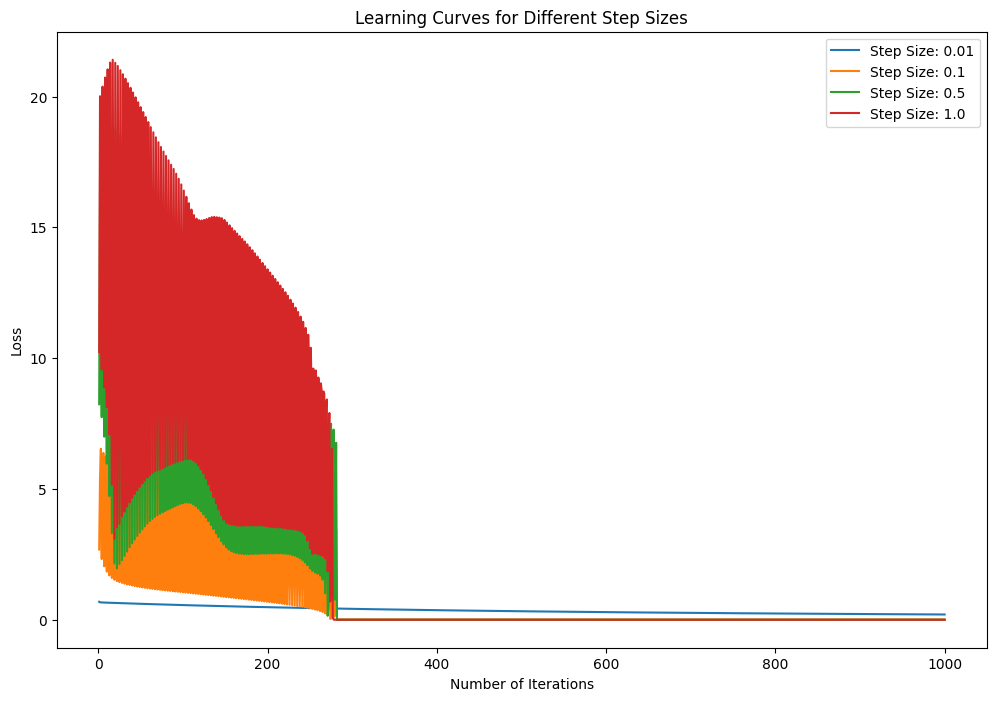 Learning Curves for Different Step Sizes
Step Size: 0.01
Step Size: 0.1
Step Size: 0.5
Step Size: 1.0
20
15
10
5
0
Loss
0 200 400 600 800 1000
Number of Iterations